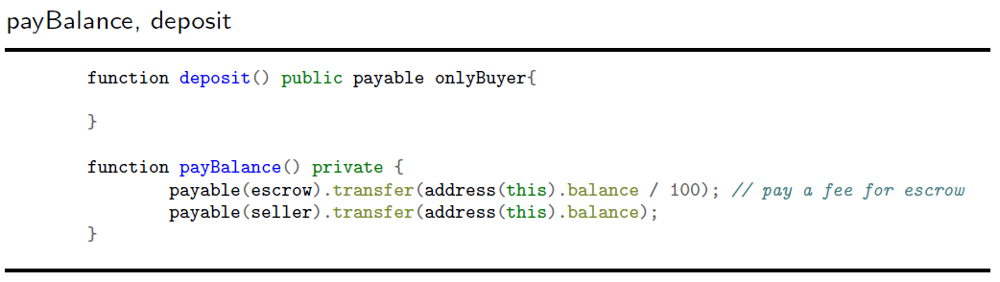 payBalance, deposit
function deposit() public payable onlyBuyer{
}
function payBalance() private {
payable(escrow).transfer(address(this).balance / 100); // pay a fee for escrow
payable(seller).transfer(address(this).balance);
}